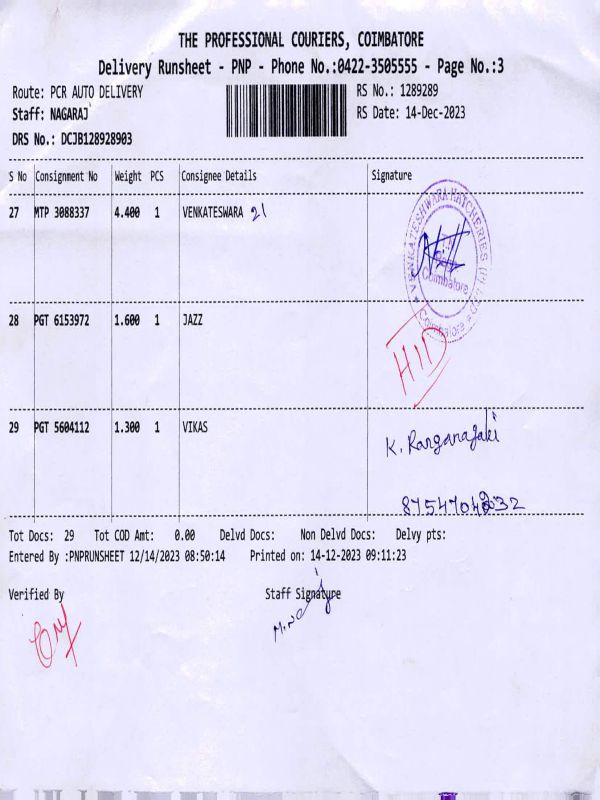 THE PROFESSIONAL COURIERS, COIMBATORE
Delivery Runsheet - PNP - Phone No.:0422-3505555 - Page No.:3
Route: PCR AUTO DELIVERY RS No.: 1289289
Staff: NAGARAJ RS Date: 14-Dec-2023
DRS No.: DCJB128928903
S No Consignment No Weight PCS Consignee Details Signature
27 MTP 3088337 4.400 1 VENKATESWARA 21
VENKATESHWARA HATCHERIES (P) LTD
Coimbatore
Coimbatore
28 PGT 6153972 1.600 1 JAZZ
29 PGT 5604112 1.300 1 VIKAS
Tot Docs: 29 Tot COD Amt: 0.00 Delvd Docs: Non Delvd Docs: Delvy pts:
Entered By :PNPRUNSHEET 12/14/2023 08:50:14 Printed on: 14-12-2023 09:11:23
Verified By Staff Signature